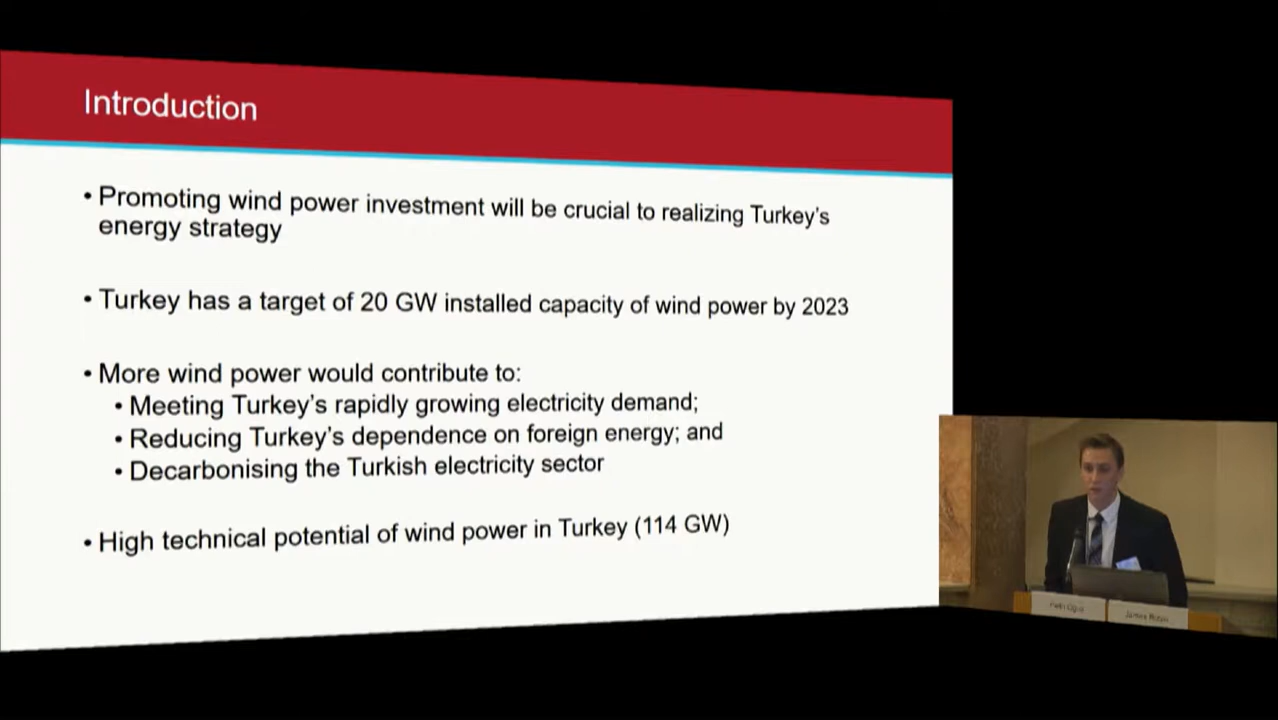 Introduction
• Promoting wind power investment will be crucial to realizing Turkey's
energy strategy
• Turkey has a target of 20 GW installed capacity of wind power by 2023
• More wind power would contribute to:
• Meeting Turkey's rapidly growing electricity demand;
• Reducing Turkey's dependence on foreign energy; and
• Decarbonising the Turkish electricity sector
• High technical potential of wind power in Turkey (114 GW)
James